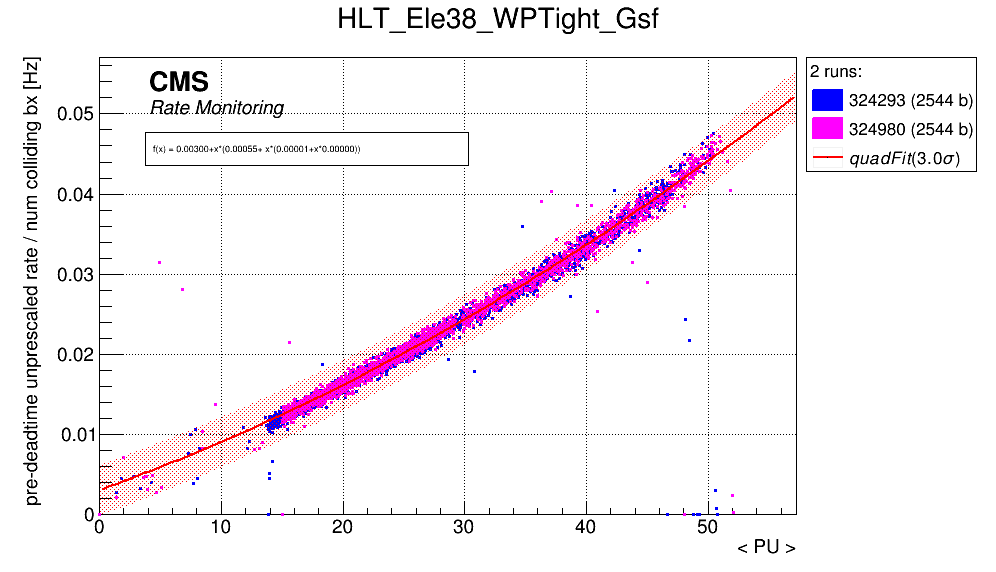 HLT_Ele38_WPTight_Gsf
pre-deadtime unprescaled rate / num colliding bx [Hz]
CMS
Rate Monitoring
f(x) = 0.00300+x*(0.00055+ x*(0.00001+x*0.00000))
2 runs:
324293 (2544 b)
324980 (2544 b)
quadFit(3.0σ)
0.05
0.04
0.03
0.02
0.01
0
0 10 20 30 40 50
< PU >